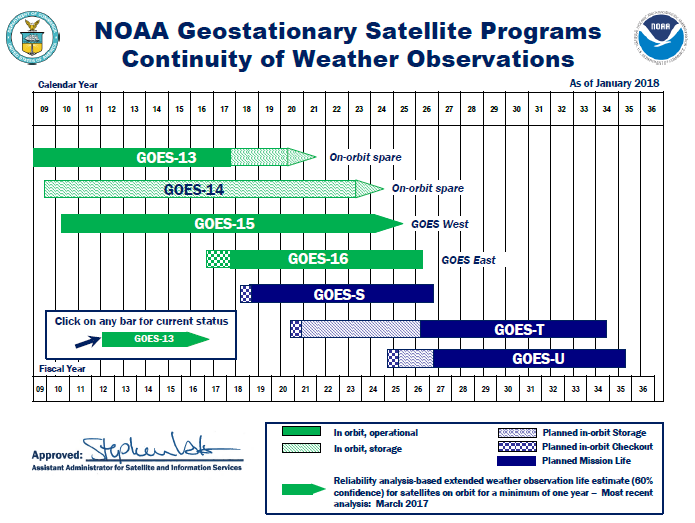 NOAA Geostationary Satellite Programs
Continuity of Weather Observations
NOAA
Calendar Year
As of January 2018
09 10 11 12 13 14 15 16 17 18 19 20 21 22 23 24 25 26 27 28 29 30 31 32 33 34 35 36
GOES-13
On-orbit spare
GOES-14
On-orbit spare
GOES-15
GOES West
GOES-16
GOES East
GOES-S
Click on any bar for current status
GOES-13
GOES-T
GOES-U
Fiscal Year
09 10 11 12 13 14 15 16 17 18 19 20 21 22 23 24 25 26 27 28 29 30 31 32 33 34 35 36
Approved:
Assistant Administrator for Satellite and Information Services
In orbit, operational
In orbit, storage
Planned in-orbit Storage
Planned in-orbit Checkout
Planned Mission Life
Reliability analysis-based extended weather observation life estimate (60%
confidence) for satellites on orbit for a minimum of one year – Most recent
analysis: March 2017